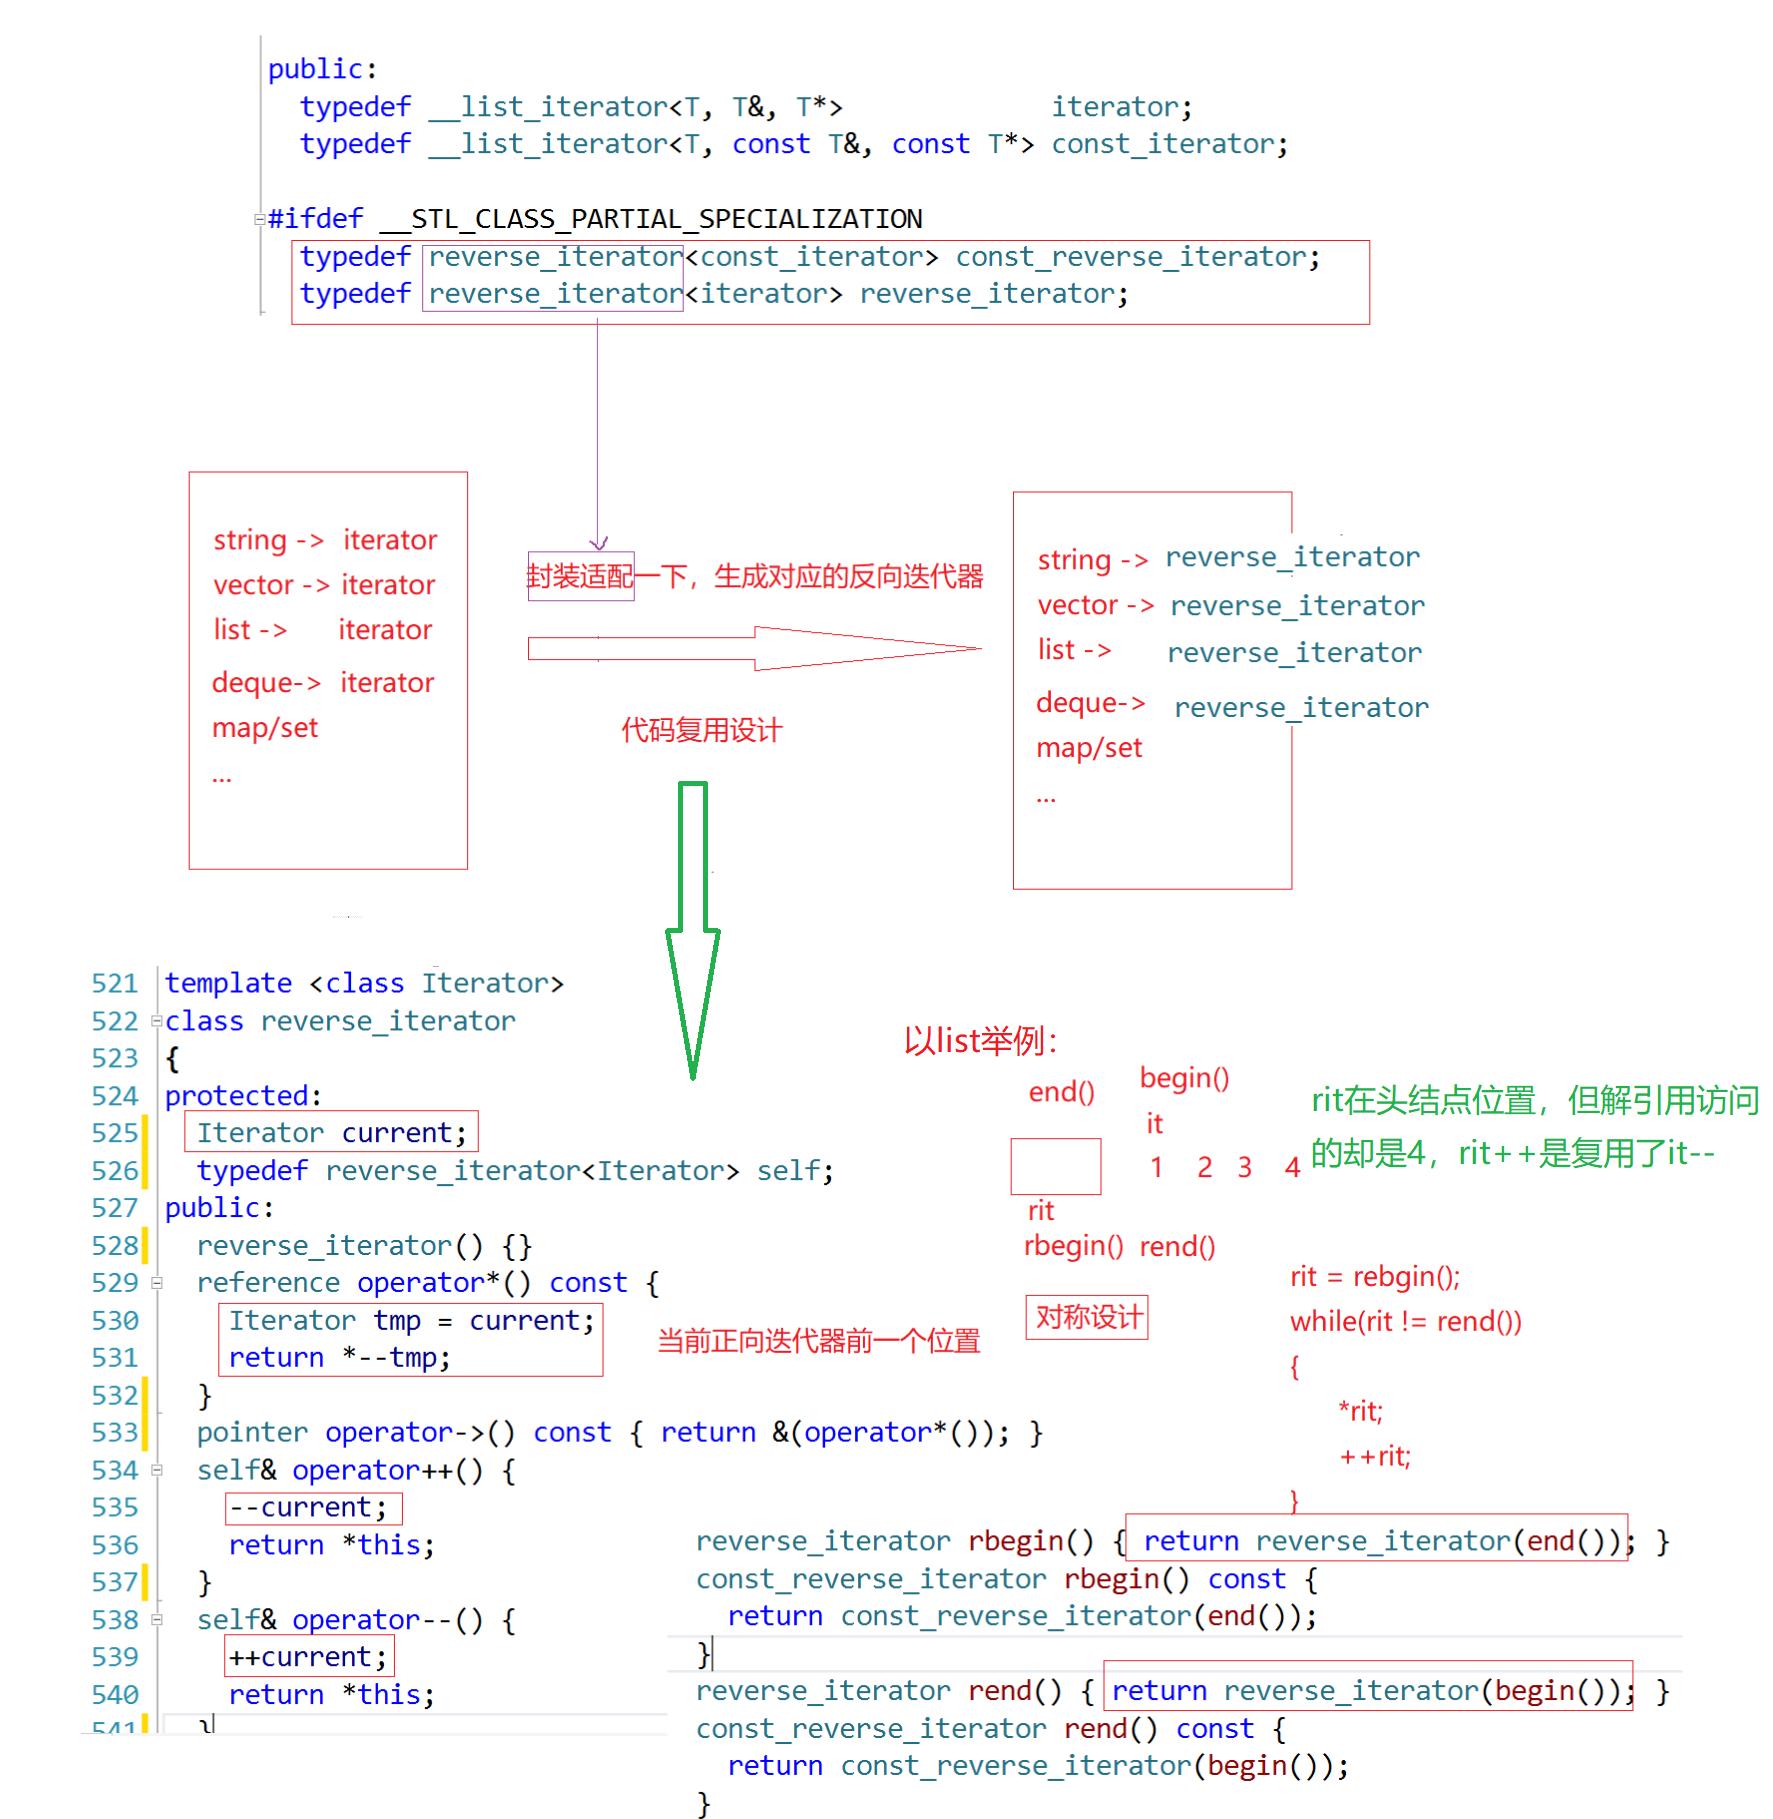 public:
typedef __list_iterator<T, T&, T*> iterator;
typedef __list_iterator<T, const T&, const T*> const_iterator;
#ifdef __STL_CLASS_PARTIAL_SPECIALIZATION
typedef reverse_iterator<const_iterator> const_reverse_iterator;
typedef reverse_iterator<iterator> reverse_iterator;
string -> iterator
vector -> iterator
list -> iterator
deque-> iterator
map/set
...
封装适配一下，生成对应的反向迭代器
代码复用设计
string -> reverse_iterator
vector -> reverse_iterator
list -> reverse_iterator
deque-> reverse_iterator
map/set
...
521 template <class Iterator>
522 class reverse_iterator
523 {
524 protected:
525 Iterator current;
526 typedef reverse_iterator<Iterator> self;
527 public:
528 reverse_iterator() {}
529 reference operator*() const {
530 Iterator tmp = current;
531 return *--tmp;
532 }
533 pointer operator->() const { return &(operator*()); }
534 self& operator++() {
535 --current;
536 return *this;
537 }
538 self& operator--() {
539 ++current;
540 return *this;
541 }
当前正向迭代器前一个位置
以list举例：
end() begin()
it
1 2 3 4
rit
rbegin() rend()
对称设计
rit在头结点位置，但解引用访问
的却是4，rit++是复用了it--
rit = rebgin();
while(rit != rend())
{
*rit;
++rit;
}
reverse_iterator rbegin() { return reverse_iterator(end()); }
const_reverse_iterator rbegin() const {
return const_reverse_iterator(end());
}
reverse_iterator rend() { return reverse_iterator(begin()); }
const_reverse_iterator rend() const {
return const_reverse_iterator(begin());
}